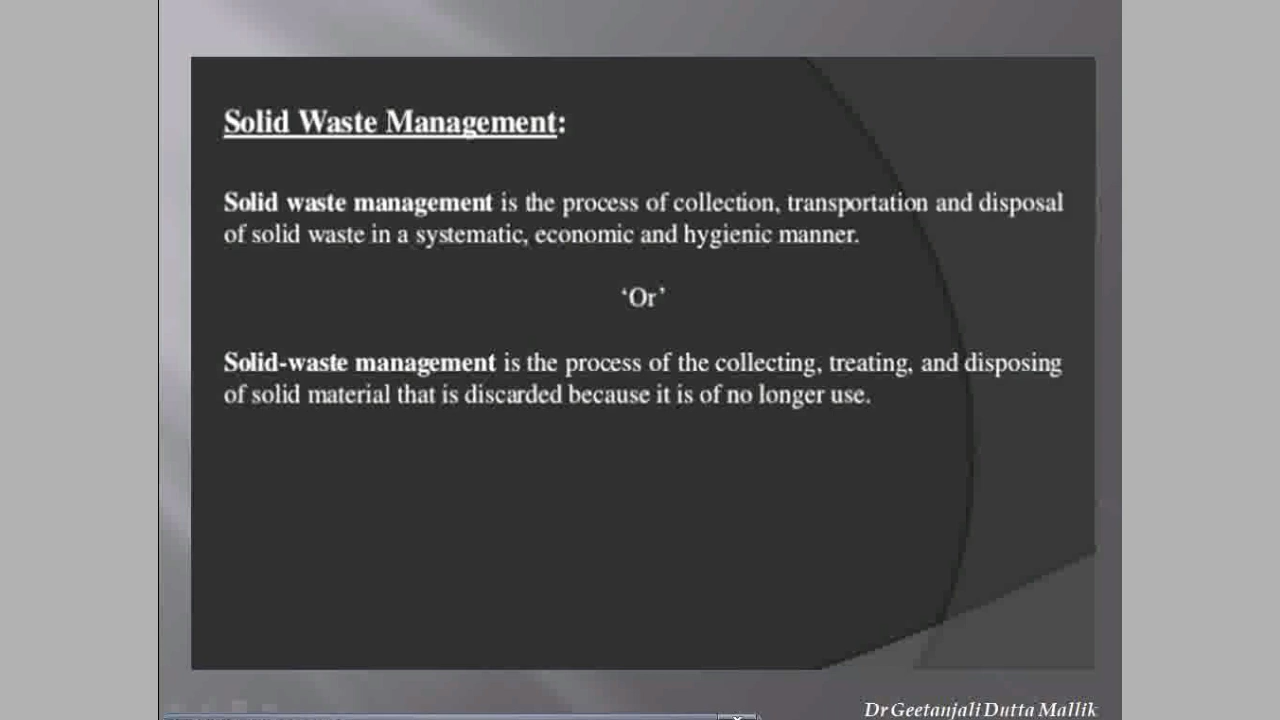 Solid Waste Management:
Solid waste management is the process of collection, transportation and disposal
of solid waste in a systematic, economic and hygienic manner.
‘Or’
Solid-waste management is the process of the collecting, treating, and disposing
of solid material that is discarded because it is of no longer use.
Dr Geetanjali Dutta Mallik